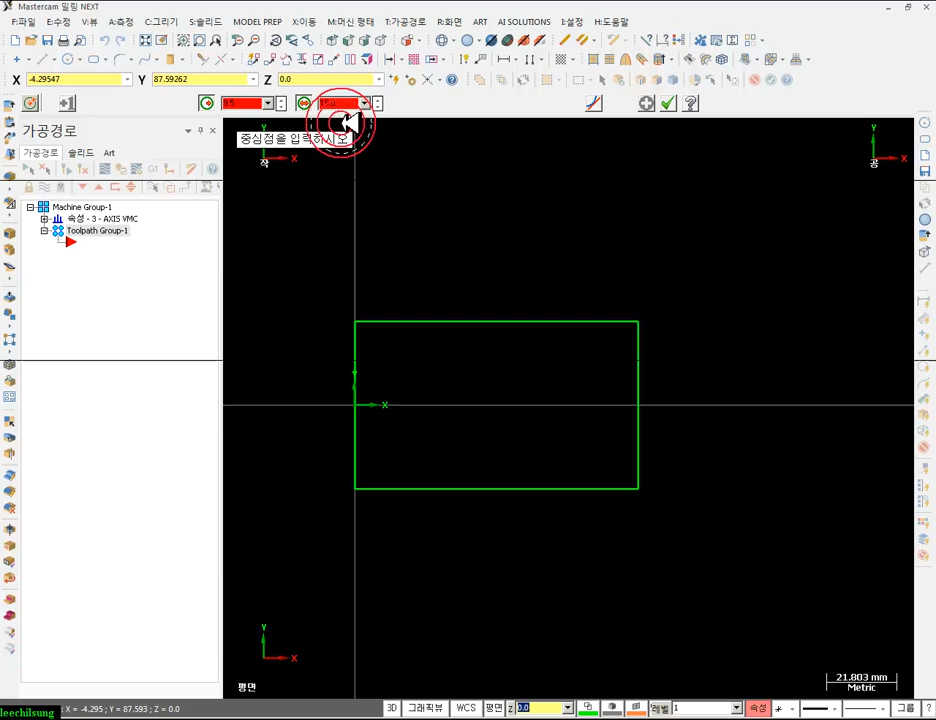 Mastercam 밀링 NEXT
F:파일 E:수정 V:뷰 A:측정 C:그리기 S:솔리드 MODEL PREP X:이동 M:머신 형태 T:가공경로 R:화면 ART AI SOLUTIONS I:설정 H:도움말
X -4.29547 Y 87.59262 Z 0.0
가공경로
중심점을 입력하시오
Y
X
작
Y
X
공
가공경로 솔리드 Art
G1
Machine Group-1
속성 - 3 - AXIS VMC
Toolpath Group-1
X
Y
X
평면
21.803 mm
Metric
leechilsung X = -4.295; Y = 87.593; Z = 0.0 3D 그래픽뷰 WCS 평면 Z 0.0 레벨 1 속성 그룹 ?